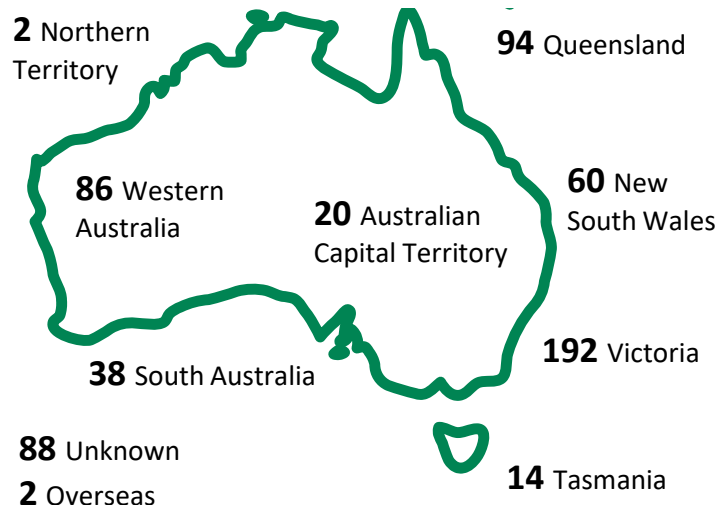 2 Northern
Territory
94 Queensland
86 Western
Australia
20 Australian
Capital Territory
60 New
South Wales
38 South Australia
192 Victoria
88 Unknown
2 Overseas
14 Tasmania